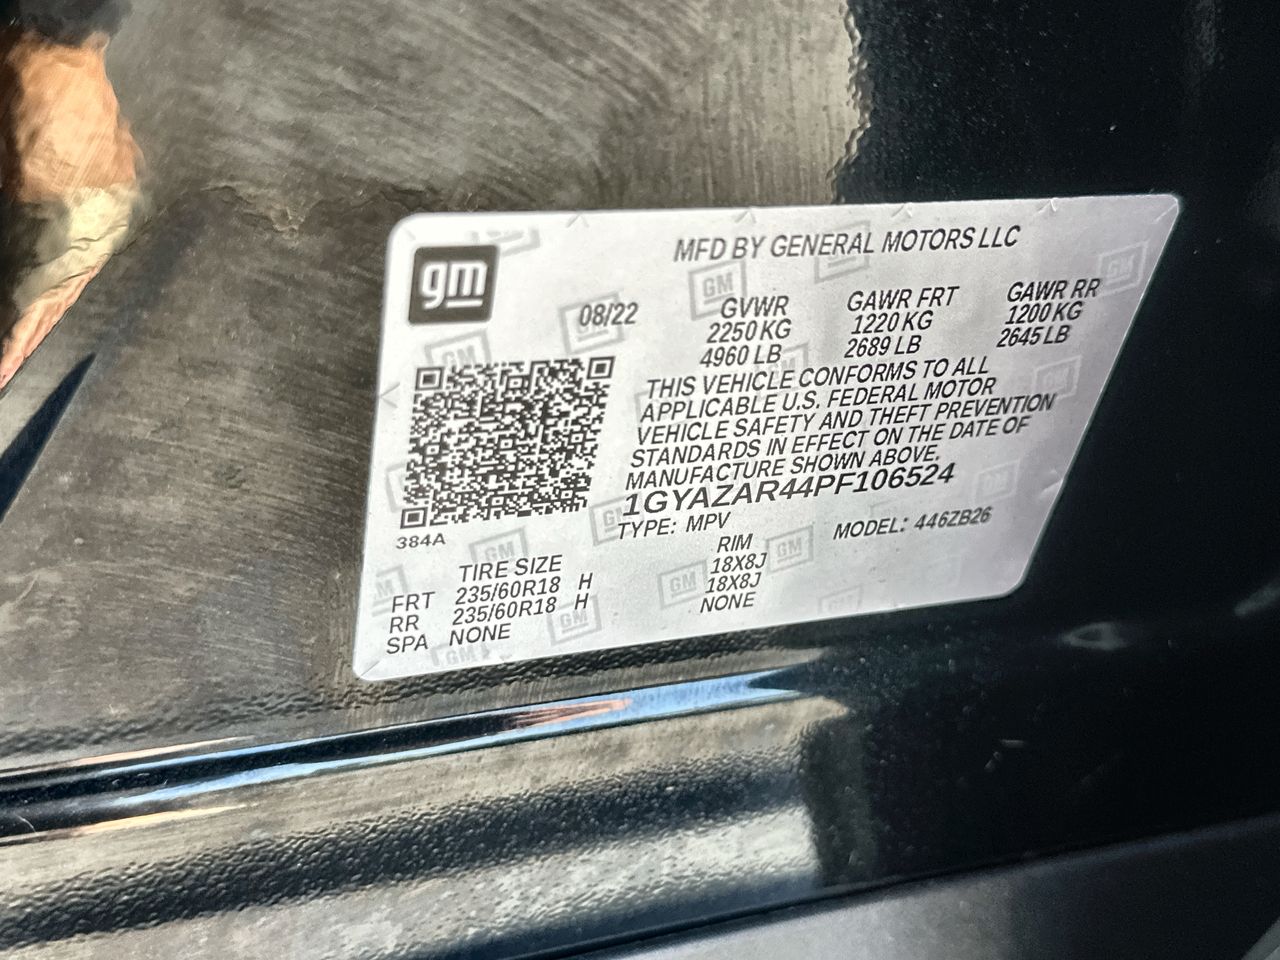 gm
MFD BY GENERAL MOTORS LLC
08/22
GVWR GAWR FRT GAWR RR
2250 KG 1220 KG 1200 KG
4960 LB 2689 LB 2645 LB
THIS VEHICLE CONFORMS TO ALL
APPLICABLE U.S. FEDERAL MOTOR
VEHICLE SAFETY AND THEFT PREVENTION
STANDARDS IN EFFECT ON THE DATE OF
MANUFACTURE SHOWN ABOVE.
1GYAZAR44PF106524
TYPE: MPV MODEL: 446ZB26
384A
TIRE SIZE RIM
FRT 235/60R18 H 18X8J
RR 235/60R18 H 18X8J
SPA NONE NONE